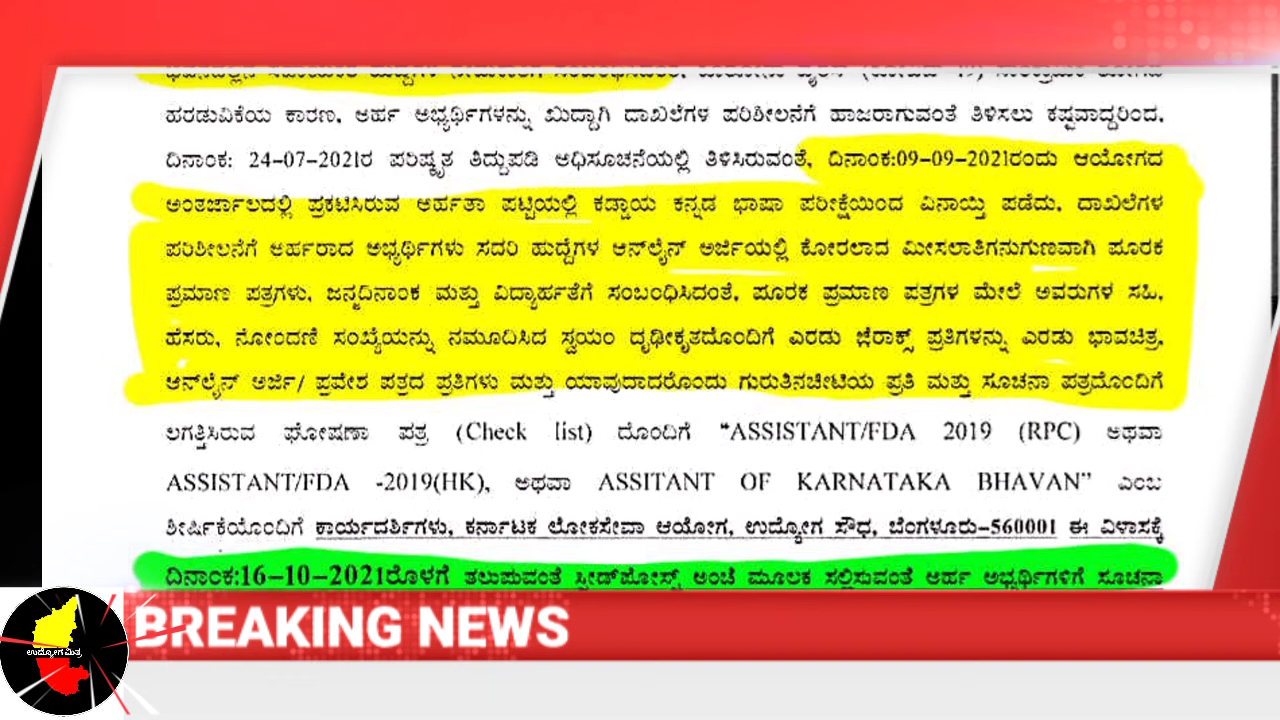 ಹರಡುವಿಕೆಯ ಕಾರಣ, ಅರ್ಹ ಅಭ್ಯರ್ಥಿಗಳನ್ನು ಖುದ್ದಾಗಿ ದಾಖಲೆಗಳ ಪರಿಶೀಲನೆಗೆ ಹಾಜರಾಗುವಂತೆ ತಿಳಿಸಲು ಕಷ್ಟವಾದ್ದರಿಂದ,
ದಿನಾಂಕ: 24-07-2021ರ ಪರಿಷ್ಕೃತ ತಿದ್ದುಪಡಿ ಅಧಿಸೂಚನೆಯಲ್ಲಿ ತಿಳಿಸಿರುವಂತೆ, ದಿನಾಂಕ:09-09-2021ರಂದು ಆಯೋಗದ
ಅಂತರ್ಜಾಲದಲ್ಲಿ ಪ್ರಕಟಿಸಿರುವ ಅರ್ಹತಾ ಪಟ್ಟಿಯಲ್ಲಿ ಕಡ್ಡಾಯ ಕನ್ನಡ ಭಾಷಾ ಪರೀಕ್ಷೆಯಿಂದ ವಿನಾಯ್ತಿ ಪಡೆದು, ದಾಖಲೆಗಳ
ಪರಿಶೀಲನೆಗೆ ಅರ್ಹರಾದ ಅಭ್ಯರ್ಥಿಗಳು ಸದರಿ ಹುದ್ದೆಗಳ ಆನ್‌ಲೈನ್ ಅರ್ಜಿಯಲ್ಲಿ ಕೋರಲಾದ ಮೀಸಲಾತಿಗನುಗುಣವಾಗಿ ಪೂರಕ
ಪ್ರಮಾಣ ಪತ್ರಗಳು, ಜನ್ಮದಿನಾಂಕ ಮತ್ತು ವಿದ್ಯಾರ್ಹತೆಗೆ ಸಂಬಂಧಿಸಿದಂತೆ, ಪೂರಕ ಪ್ರಮಾಣ ಪತ್ರಗಳ ಮೇಲೆ ಅವರುಗಳ ಸಹಿ,
ಹೆಸರು, ನೋಂದಣಿ ಸಂಖ್ಯೆಯನ್ನು ನಮೂದಿಸಿದ ಸ್ವಯಂ ದೃಢೀಕೃತದೊಂದಿಗೆ ಎರಡು ಜೆರಾಕ್ಸ್ ಪ್ರತಿಗಳನ್ನು ಎರಡು ಭಾವಚಿತ್ರ,
ಆನ್‌ಲೈನ್ ಅರ್ಜಿ/ ಪ್ರವೇಶ ಪತ್ರದ ಪ್ರತಿಗಳು ಮತ್ತು ಯಾವುದಾದರೊಂದು ಗುರುತಿನಚೀಟಿಯ ಪ್ರತಿ ಮತ್ತು ಸೂಚನಾ ಪತ್ರದೊಂದಿಗೆ
ಲಗತ್ತಿಸಿರುವ ಘೋಷಣಾ ಪತ್ರ (Check list) ದೊಂದಿಗೆ "ASSISTANT/FDA 2019 (RPC) ಅಥವಾ
ASSISTANT/FDA -2019(HK), ಅಥವಾ ASSITANT OF KARNATAKA BHAVAN" ಎಂಬ
ಶೀರ್ಷಿಕೆಯೊಂದಿಗೆ ಕಾರ್ಯದರ್ಶಿಗಳು, ಕರ್ನಾಟಕ ಲೋಕಸೇವಾ ಆಯೋಗ, ಉದ್ಯೋಗ ಸೌಧ, ಬೆಂಗಳೂರು-560001 ಈ ವಿಳಾಸಕ್ಕೆ
ದಿನಾಂಕ:16-10-2021ರೊಳಗೆ ತಲುಪುವಂತೆ ಸ್ಪೀಡ್‌ಪೋಸ್ಟ್ ಅಂಚೆ ಮೂಲಕ ಸಲ್ಲಿಸುವಂತೆ ಅರ್ಹ ಅಭ್ಯರ್ಥಿಗಳಿಗೆ ಸೂಚನಾ
BREAKING NEWS
ಉದ್ಯೋಗ ಮಿತ್ರ